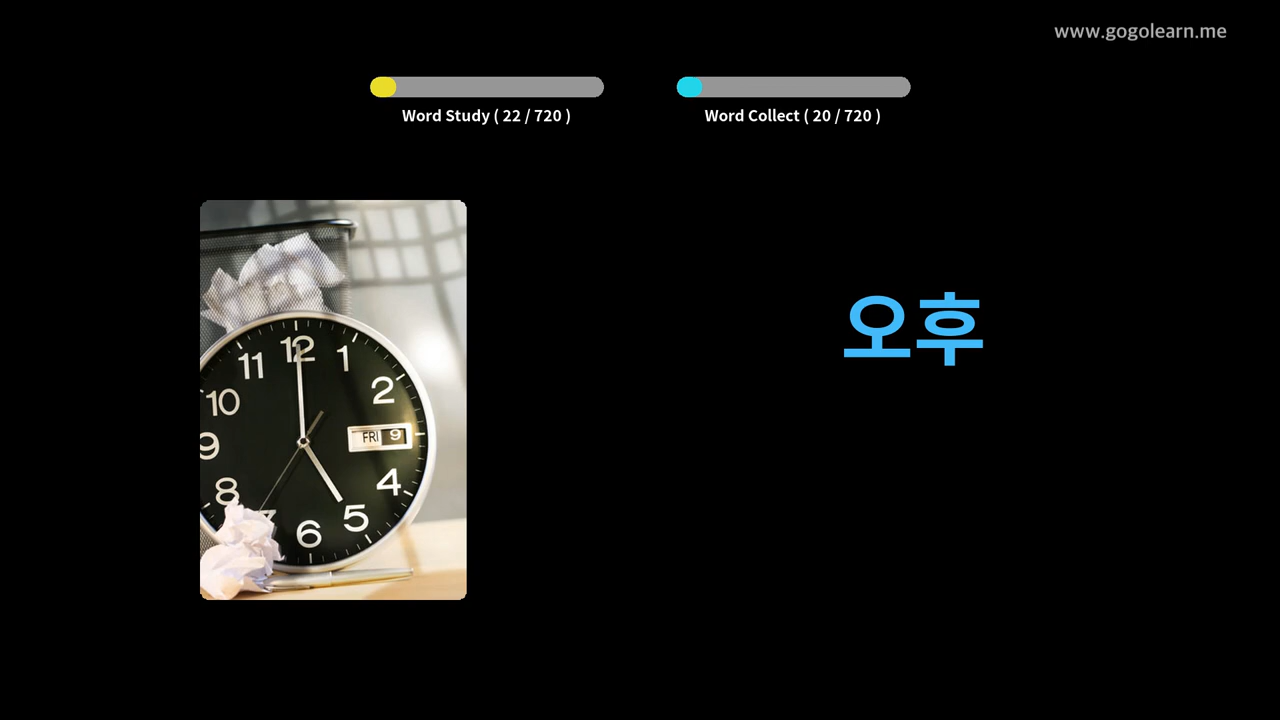 www.gogolearn.me
Word Study ( 22 / 720 )
Word Collect ( 20 / 720 )
12
11
1
10
2
9
FRI 9
8
4
7
5
6
오후